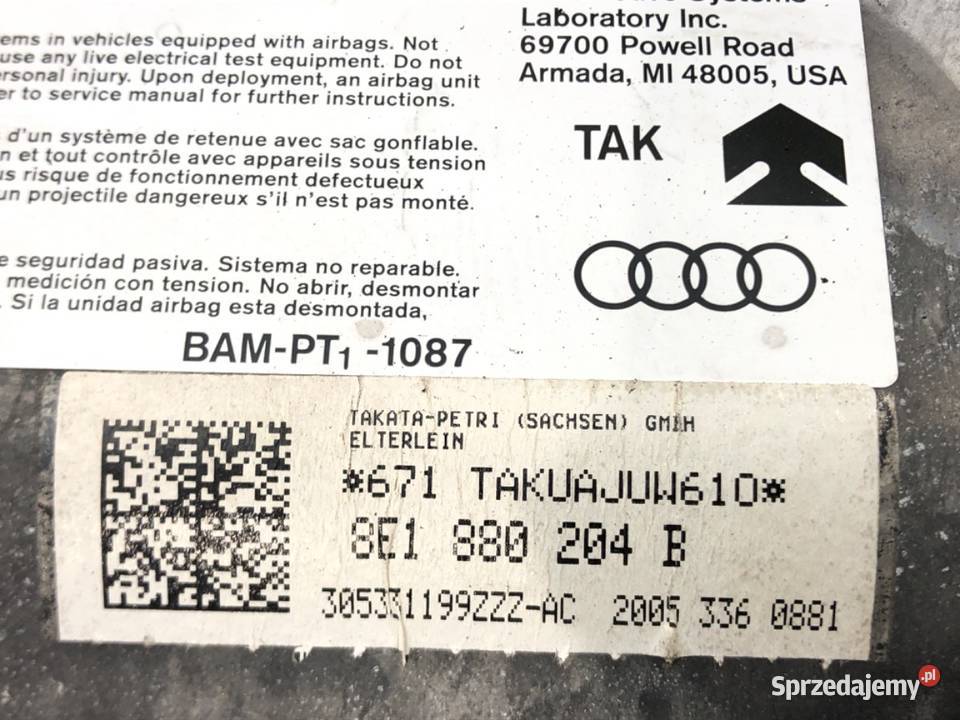 Laboratory Inc.
69700 Powell Road
Armada, MI 48005, USA
in vehicles equipped with airbags. Not
use any live electrical test equipment. Do not
injury. Upon deployment, an airbag unit
to service manual for further instructions.
TAK
d'un système de retenue avec sac gonflable.
et tout contrôle avec appareils sous tension
risque de fonctionnement defectueux
un projectile dangereux s'il n'est pas monté.
seguridad pasiva. Sistema no reparable.
medición con tension. No abrir, desmontar
. Si la unidad airbag esta desmontada,
BAM-PT1 -1087
TAKATA-PETRI (SACHSEN) GMBH
ELTERLEIN
*671 TAKUAJUW610*
8E1 880 204 B
305331199ZZZ-AC 2005 336 0881
Sprzedajemy.pl